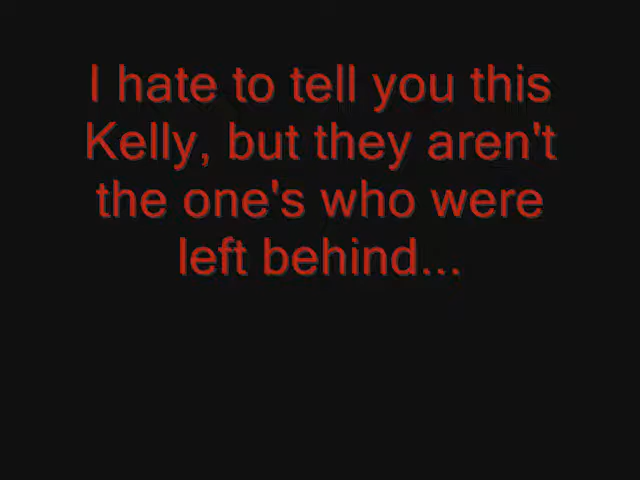 I hate to tell you this
Kelly, but they aren't
the one's who were
left behind...